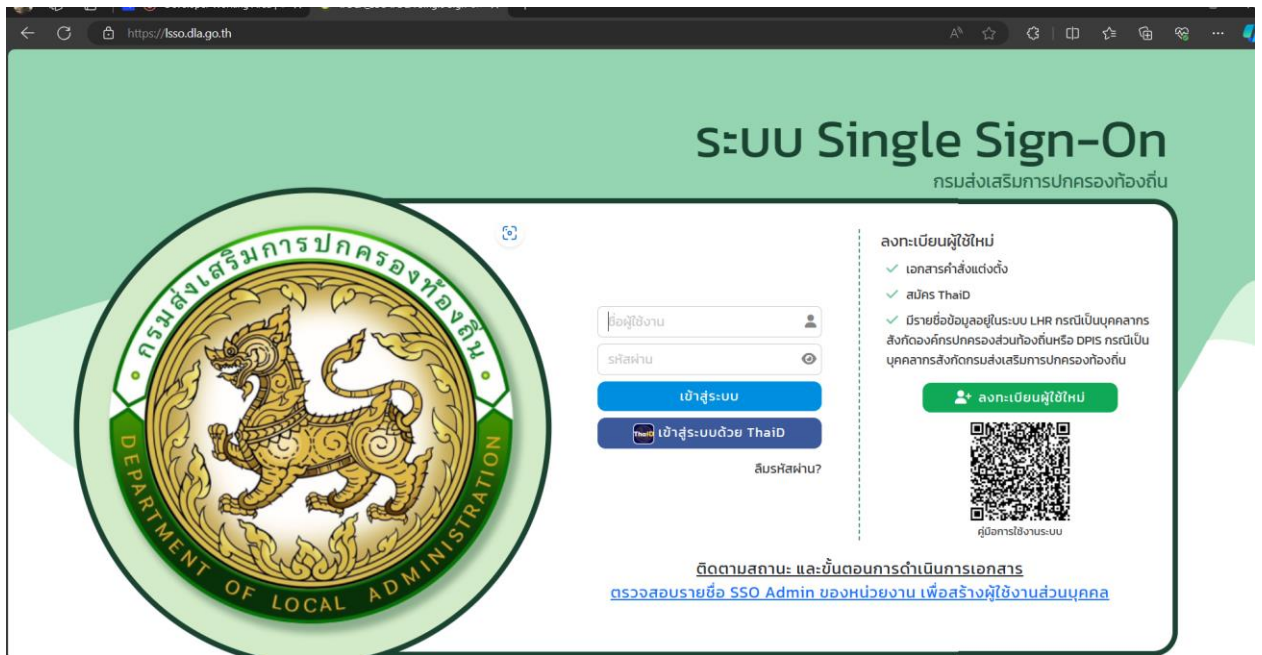 https://lsso.dla.go.th
ระบบ Single Sign-On
กรมส่งเสริมการปกครองท้องถิ่น
กรมส่งเสริมการปกครองท้องถิ่น
DEPARTMENT OF LOCAL ADMINISTRATION
ชื่อผู้ใช้งาน
รหัสผ่าน
เข้าสู่ระบบ
ThaiD เข้าสู่ระบบด้วย ThaiD
ลืมรหัสผ่าน?
ลงทะเบียนผู้ใช้ใหม่
เอกสารคำสั่งแต่งตั้ง
สมัคร ThaiD
มีรายชื่อข้อมูลอยู่ในระบบ LHR กรณีเป็นบุคคลากร
สังกัดองค์กรปกครองส่วนท้องถิ่นหรือ DPIS กรณีเป็น
บุคลากรสังกัดกรมส่งเสริมการปกครองท้องถิ่น
ลงทะเบียนผู้ใช้ใหม่
คู่มือการใช้งานระบบ
ติดตามสถานะ และขั้นตอนการดำเนินการเอกสาร
ตรวจสอบรายชื่อ SSO Admin ของหน่วยงาน เพื่อสร้างผู้ใช้งานส่วนบุคคล